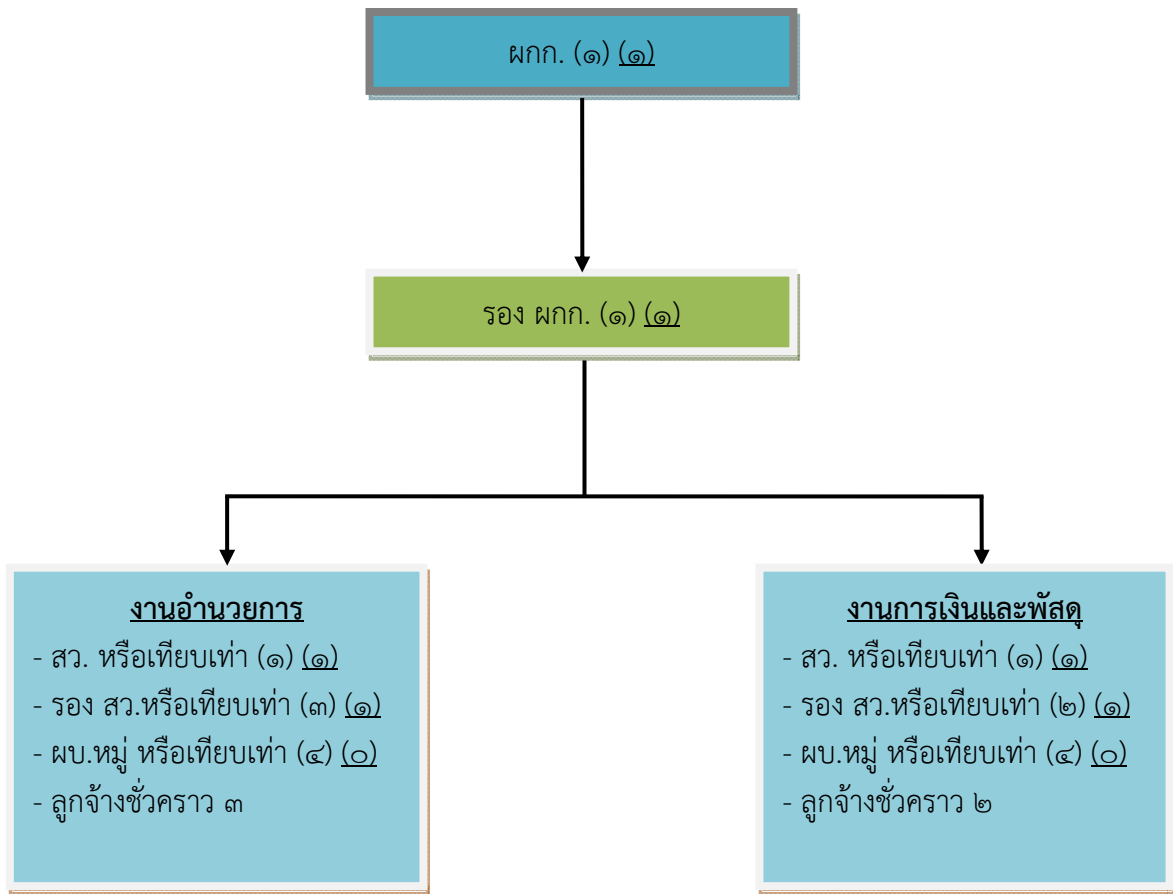 ผกก. (๑) (๑)
รอง ผกก. (๑) (๑)
งานอำนวยการ
- สว. หรือเทียบเท่า (๑) (๑)
- รอง สว.หรือเทียบเท่า (๓) (๑)
- ผบ.หมู่ หรือเทียบเท่า (๔) (๐)
- ลูกจ้างชั่วคราว ๓
งานการเงินและพัสดุ
- สว. หรือเทียบเท่า (๑) (๑)
- รอง สว.หรือเทียบเท่า (๒) (๑)
- ผบ.หมู่ หรือเทียบเท่า (๔) (๐)
- ลูกจ้างชั่วคราว ๒